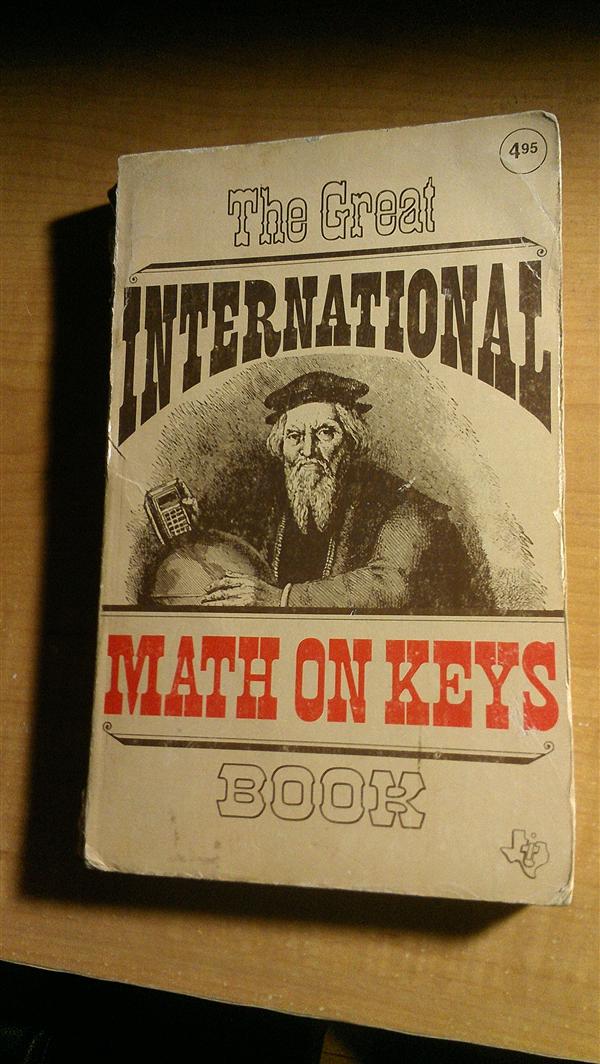 4.95
The Great
INTERNATIONAL
MATH ON KEYS
BOOK